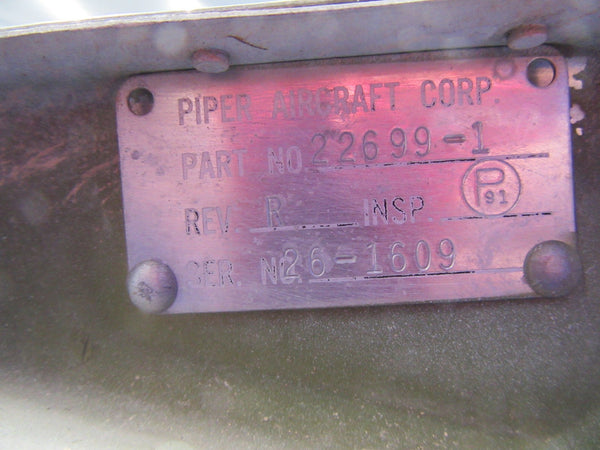 PIPER AIRCRAFT CORP.
PART NO. 22699-1
REV. R INSP P 91
SER. NO. 26-1609